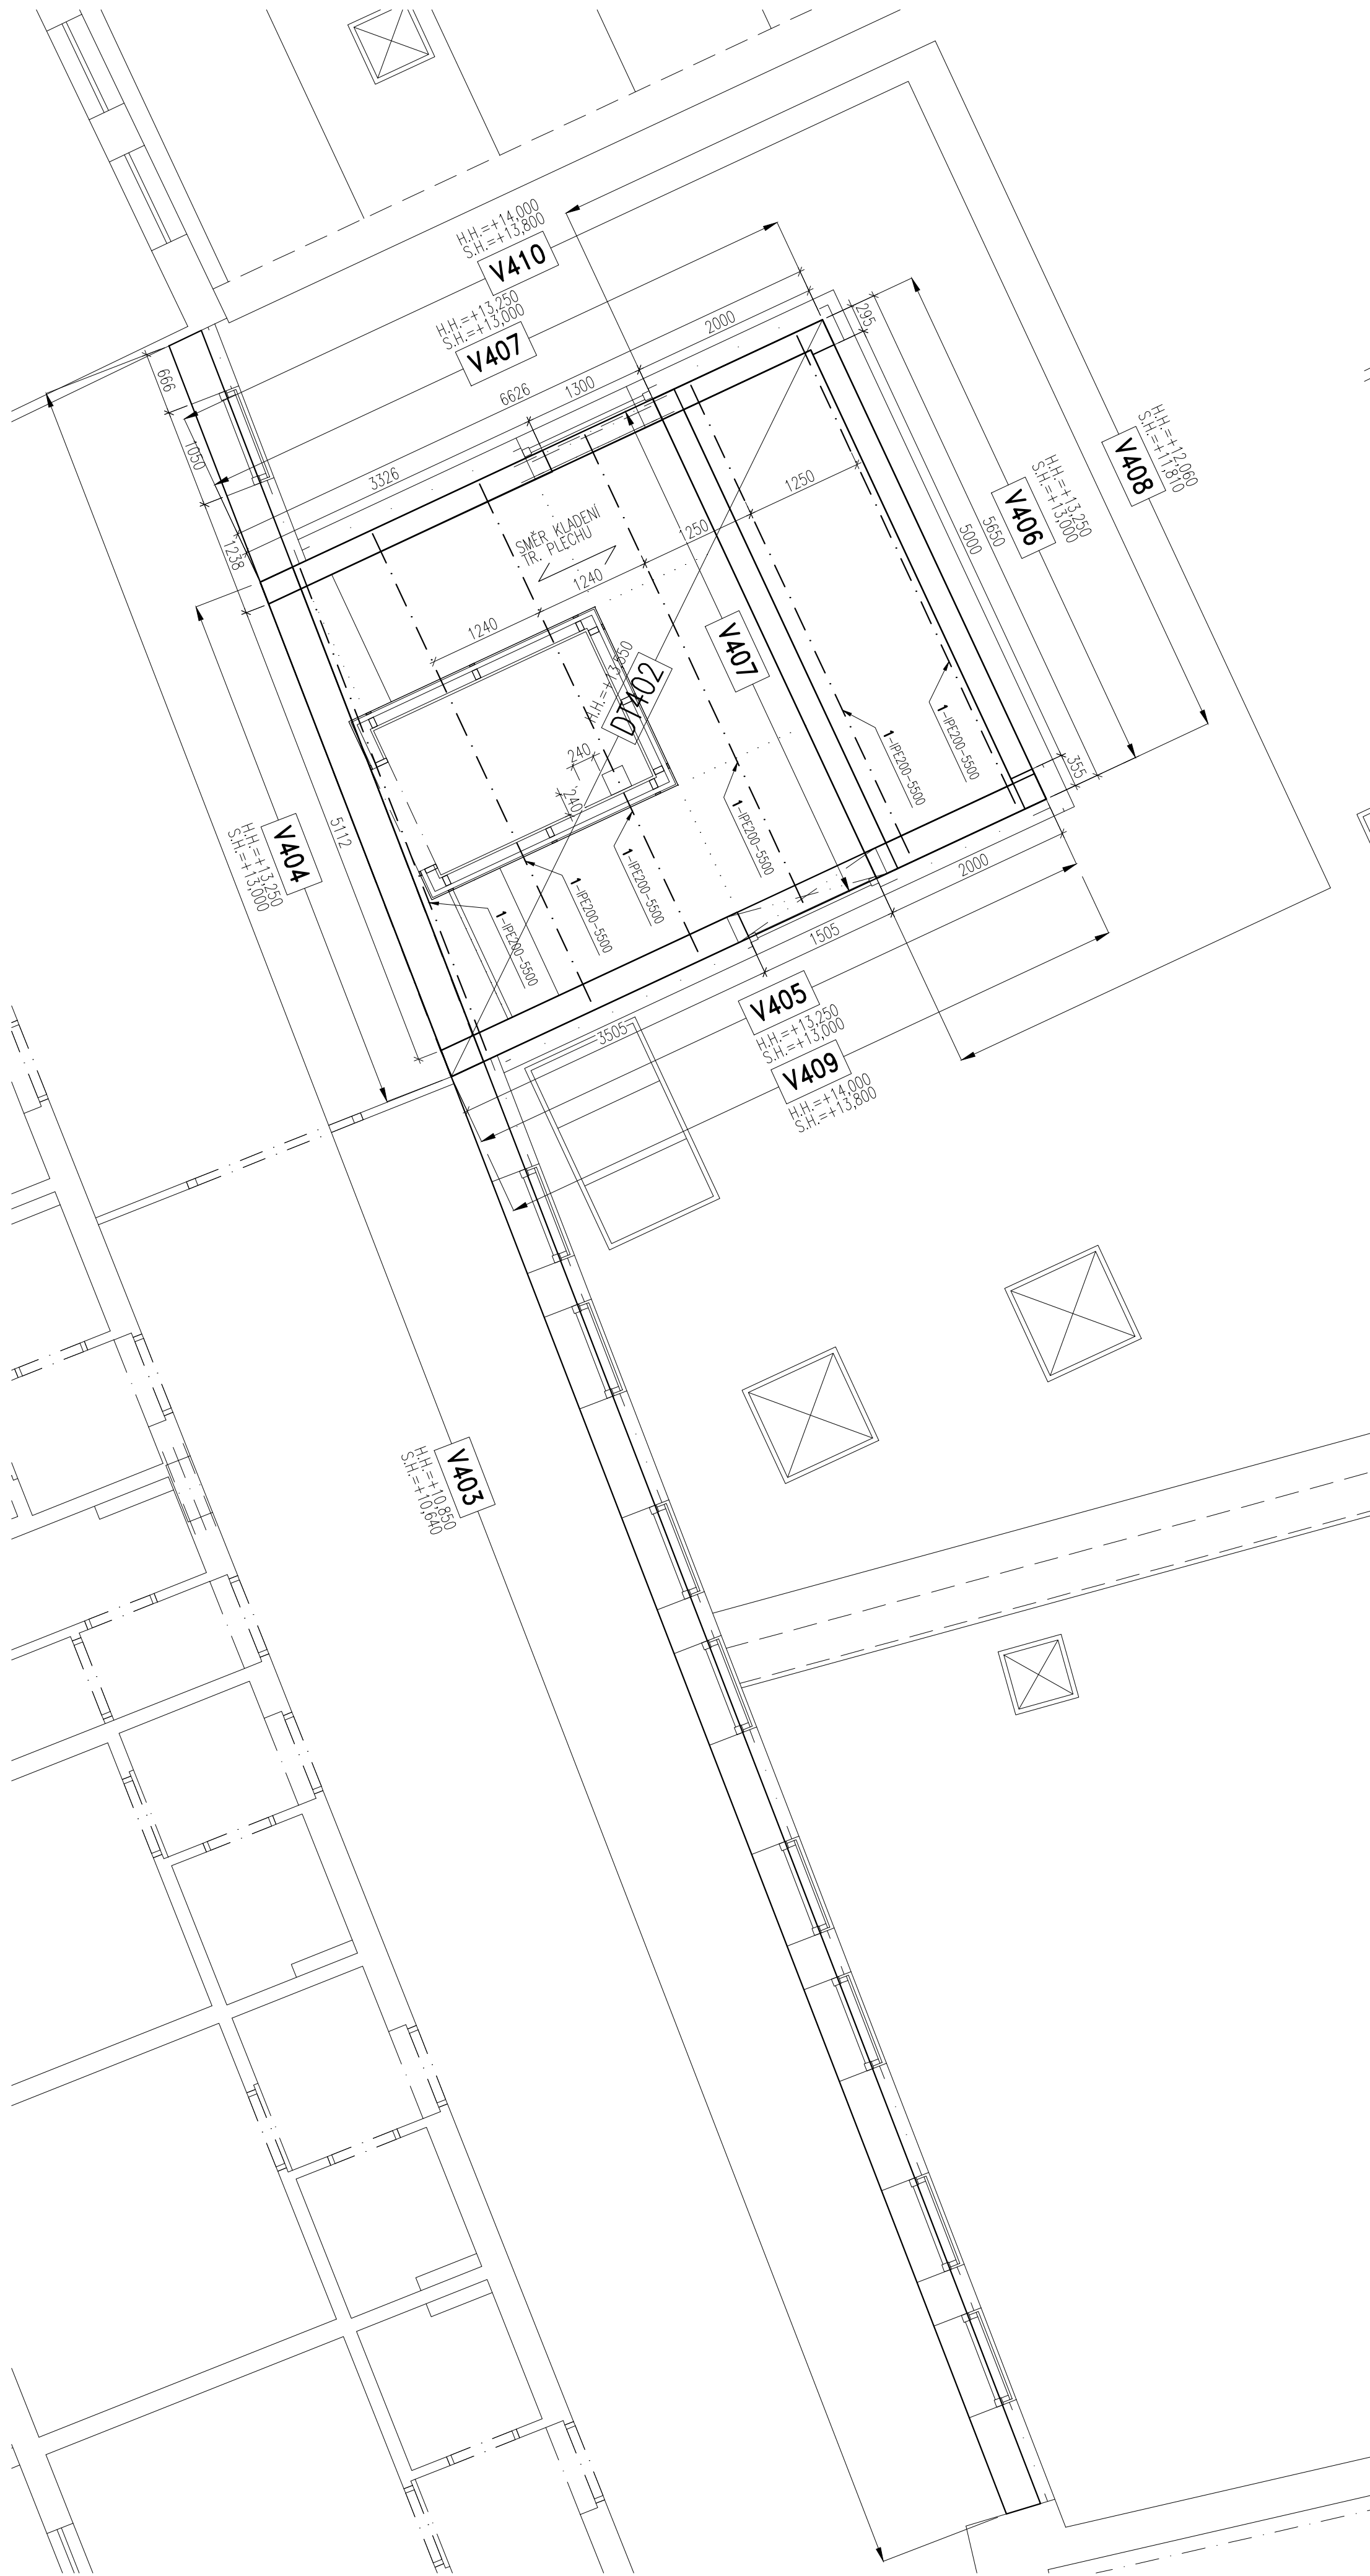 H.H.=+14,000
S.H.=+13,800
V410
H.H.=+13,250
S.H.=+13,000
V407
2000
295
1300
6626
3326
666
1050
1238
SMĚR KLADENÍ
TR. PLECHU
1250
1250
1240
1240
5000
5650
H.H.=+13,250
S.H.=+13,000
V406
H.H.=+12,060
S.H.=+11,810
V408
V407
H.H.=+13,850
DT402
240
240
1-IPE200-5500
1-IPE200-5500
1-IPE200-5500
1-IPE200-5500
1-IPE200-5500
1-IPE200-5500
355
2000
1505
3505
5112
V404
H.H.=+13,250
S.H.=+13,000
V405
H.H.=+13,250
S.H.=+13,000
V409
H.H.=+14,000
S.H.=+13,800
V403
H.H.=+10,850
S.H.=+10,640